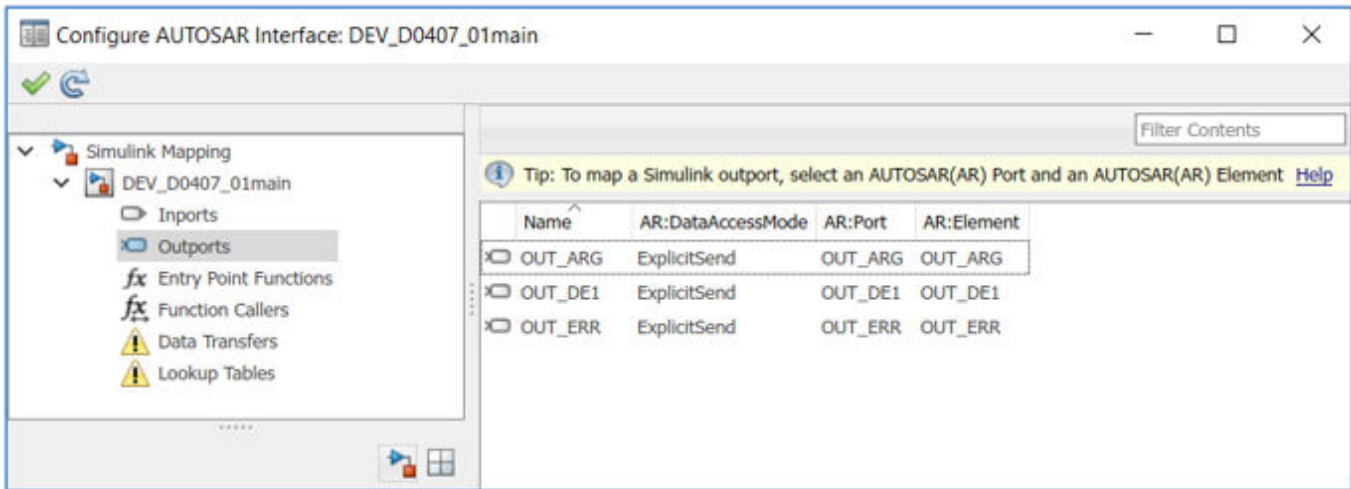 Configure AUTOSAR Interface: DEV_D0407_01main
Simulink Mapping
DEV_D0407_01main
Inports
Outports
fx Entry Point Functions
fx Function Callers
Data Transfers
Lookup Tables
Filter Contents
Tip: To map a Simulink outport, select an AUTOSAR(AR) Port and an AUTOSAR(AR) Element Help
Name AR:DataAccessMode AR:Port AR:Element
OUT_ARG ExplicitSend OUT_ARG OUT_ARG
OUT_DE1 ExplicitSend OUT_DE1 OUT_DE1
OUT_ERR ExplicitSend OUT_ERR OUT_ERR